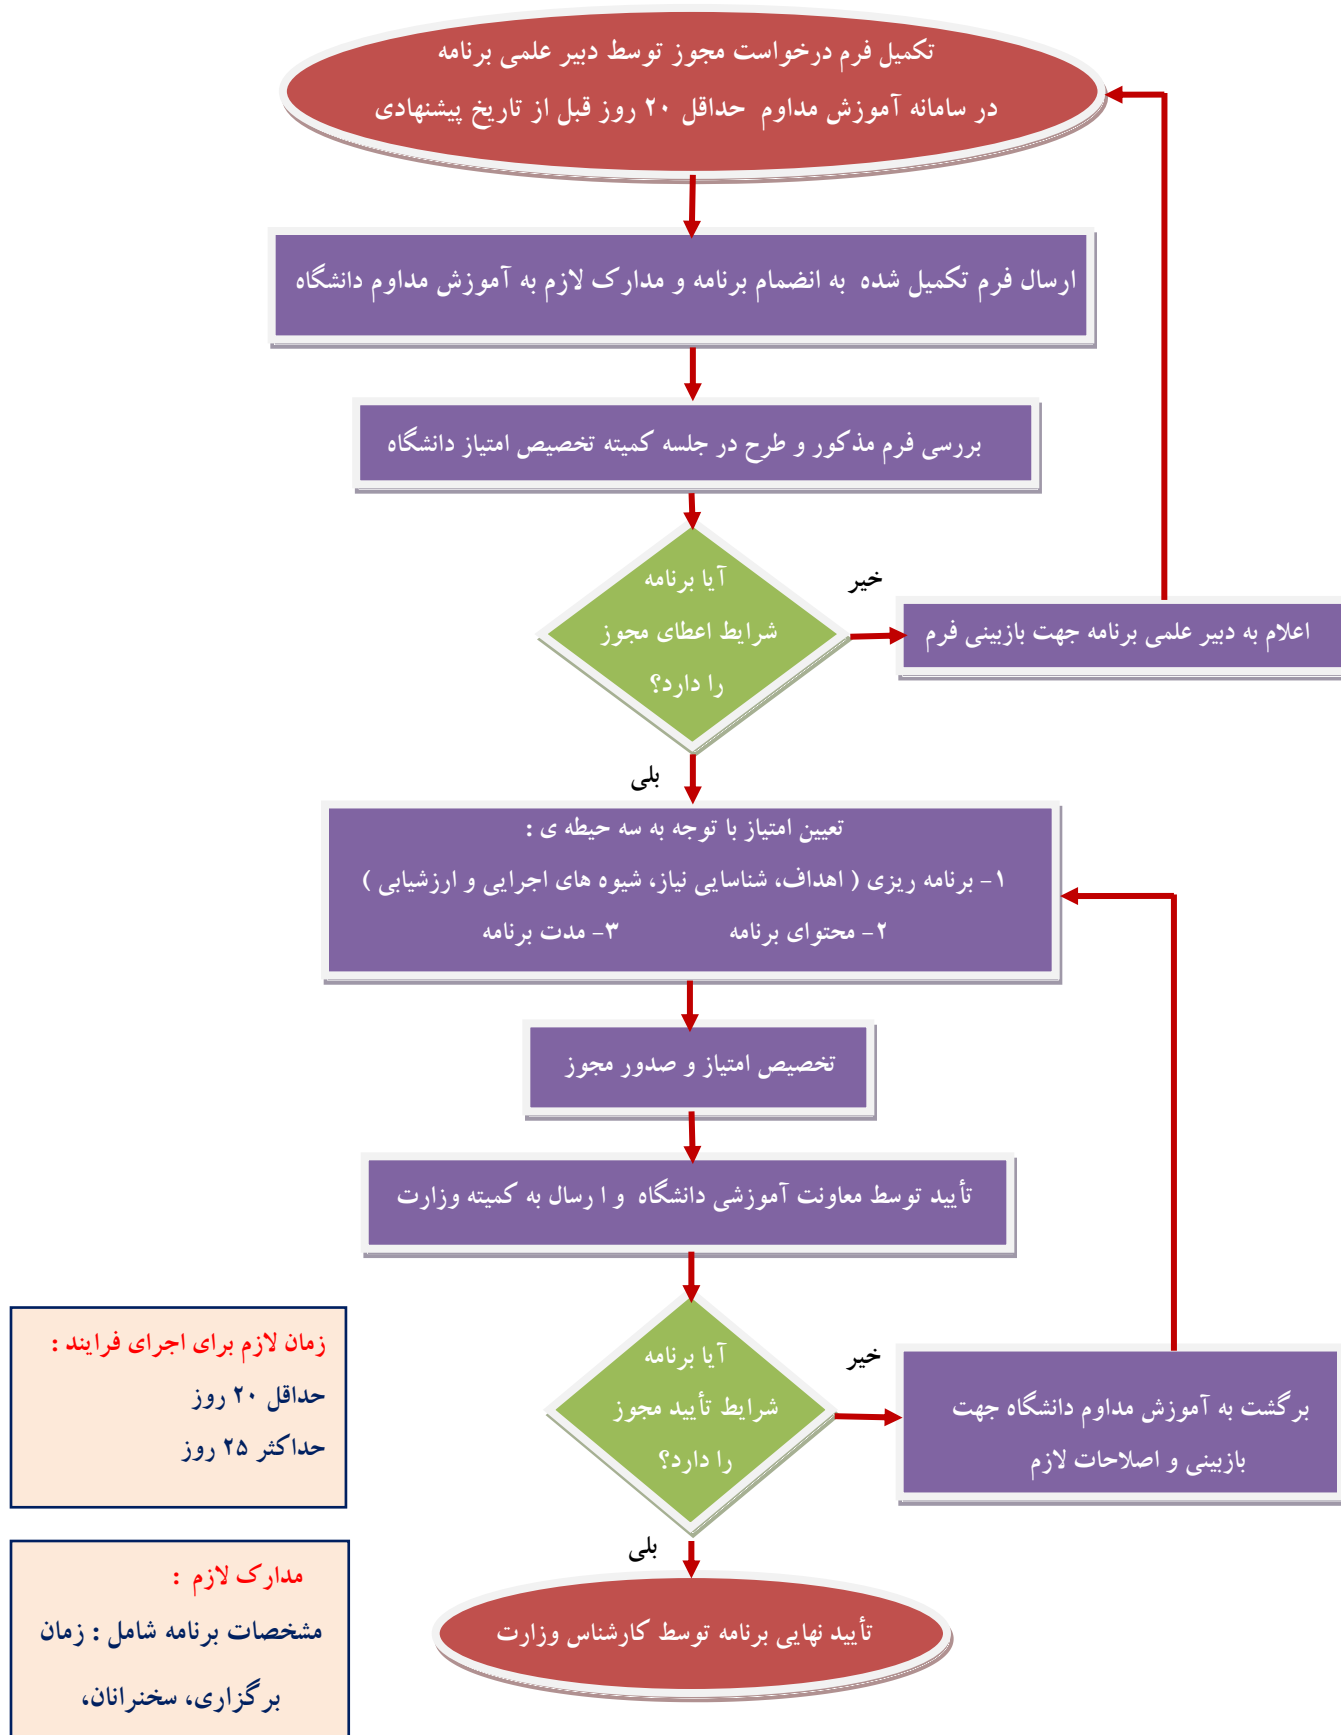 تکمیل فرم درخواست مجوز توسط دبیر علمی برنامه
در سامانه آموزش مداوم حداقل ۲۰ روز قبل از تاریخ پیشنهادی
ارسال فرم تکمیل شده به انضمام برنامه و مدارک لازم به آموزش مداوم دانشگاه
بررسی فرم مذکور و طرح در جلسه کمیته تخصیص امتیاز دانشگاه
آیا برنامه
شرایط اعطای مجوز
را دارد؟
خیر
اعلام به دبیر علمی برنامه جهت بازبینی فرم
بلی
تعیین امتیاز با توجه به سه حیطه ی :
۱- برنامه ریزی ( اهداف، شناسایی نیاز، شیوه های اجرایی و ارزشیابی )
۲- محتوای برنامه ۳- مدت برنامه
تخصیص امتیاز و صدور مجوز
تأیید توسط معاونت آموزشی دانشگاه و ا رسال به کمیته وزارت
آیا برنامه
شرایط تأیید مجوز
را دارد؟
خیر
برگشت به آموزش مداوم دانشگاه جهت
بازبینی و اصلاحات لازم
بلی
تأیید نهایی برنامه توسط کارشناس وزارت
زمان لازم برای اجرای فرایند :
حداقل ۲۰ روز
حداکثر ۲۵ روز
مدارک لازم :
مشخصات برنامه شامل : زمان
برگزاری، سخنرانان،